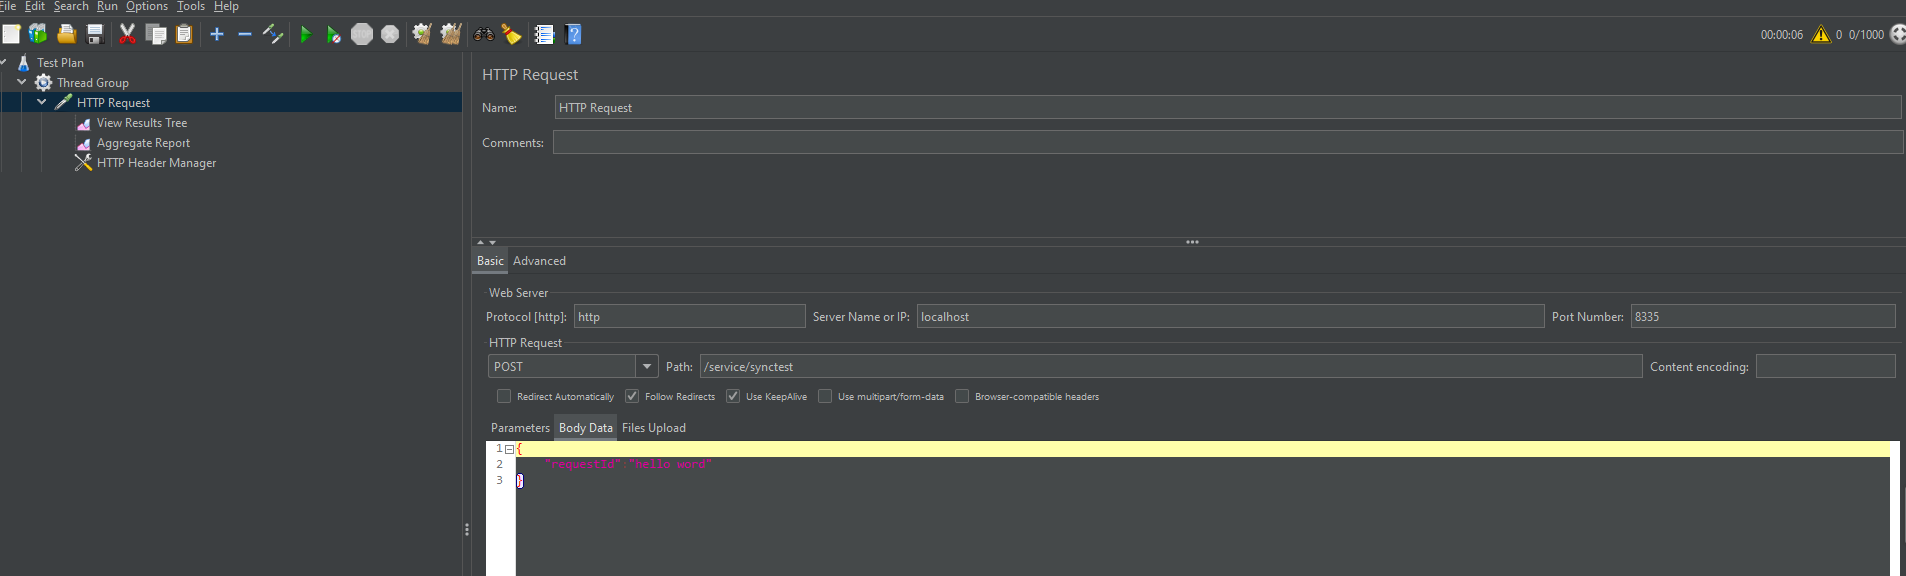 File Edit Search Run Options Tools Help
STOP
00:00:06 0 0/1000
Test Plan
Thread Group
HTTP Request
View Results Tree
Aggregate Report
HTTP Header Manager
HTTP Request
Name: HTTP Request
Comments:
Basic Advanced
Web Server
Protocol [http]: http Server Name or IP: localhost Port Number: 8335
HTTP Request
POST Path: /service/synctest Content encoding:
Redirect Automatically Follow Redirects Use KeepAlive Use multipart/form-data Browser-compatible headers
Parameters Body Data Files Upload
1 {
2 "requestId":"hello word"
3 }